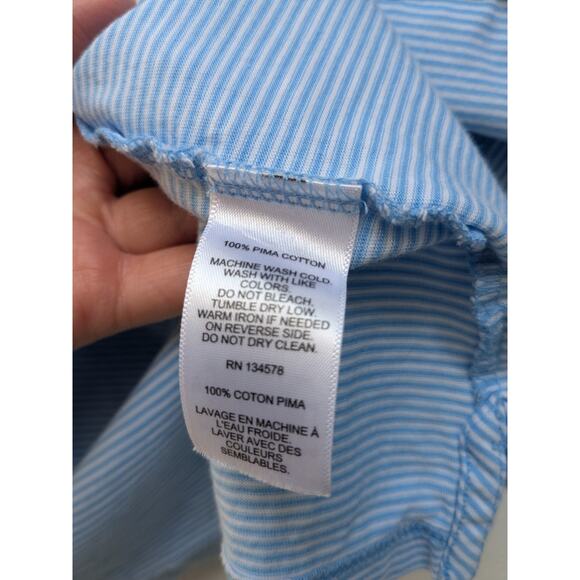 100% PIMA COTTON
MACHINE WASH COLD.
WASH WITH LIKE
COLORS.
DO NOT BLEACH.
TUMBLE DRY LOW.
WARM IRON IF NEEDED
ON REVERSE SIDE.
DO NOT DRY CLEAN.
RN 134578
100% COTON PIMA
LAVAGE EN MACHINE À
L'EAU FROIDE.
LAVER AVEC DES
COULEURS
SEMBLABLES.